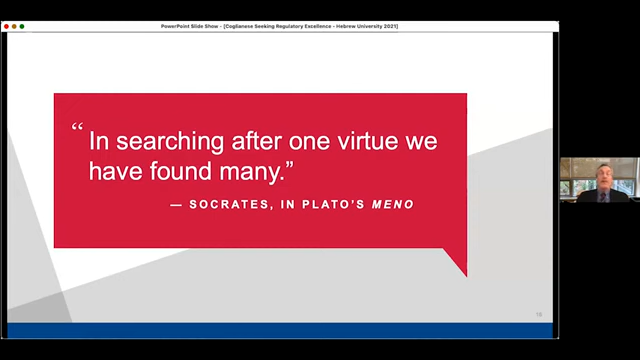 PowerPoint Slide Show - [Coglianese Seeking Regulatory Excellence - Hebrew University 2021]
“
In searching after one virtue we
have found many.”
— SOCRATES, IN PLATO’S MENO
16